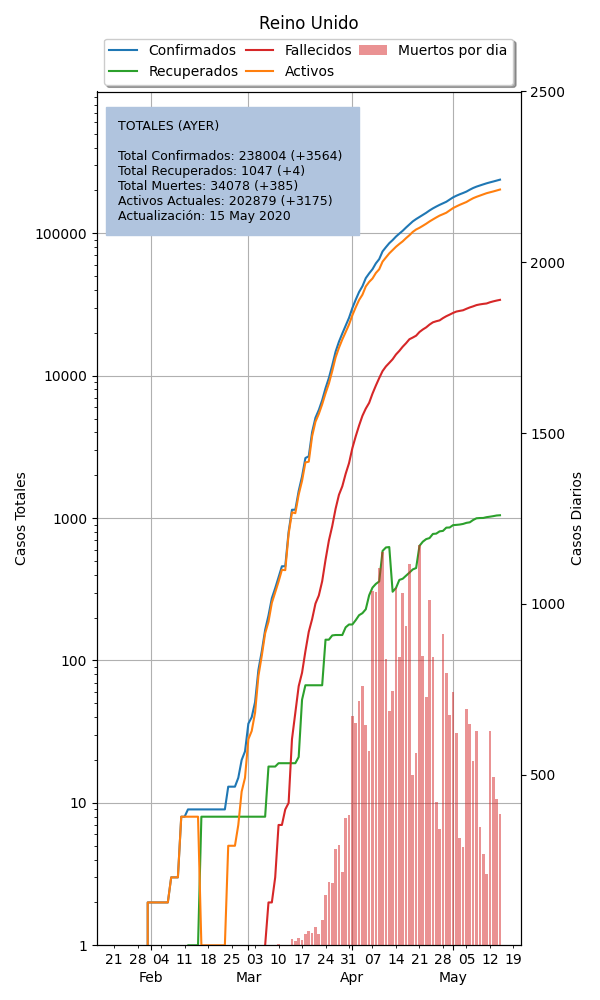 Reino Unido
Confirmados Fallecidos Muertos por dia
Recuperados Activos
TOTALES (AYER)
Total Confirmados: 238004 (+3564)
Total Recuperados: 1047 (+4)
Total Muertes: 34078 (+385)
Activos Actuales: 202879 (+3175)
Actualización: 15 May 2020
Casos Totales
100000
10000
1000
100
10
1
2500
2000
1500
1000
500
Casos Diarios
21 28 04 11 18 25 03 10 17 24 31 07 14 21 28 05 12 19
Feb Mar Apr May